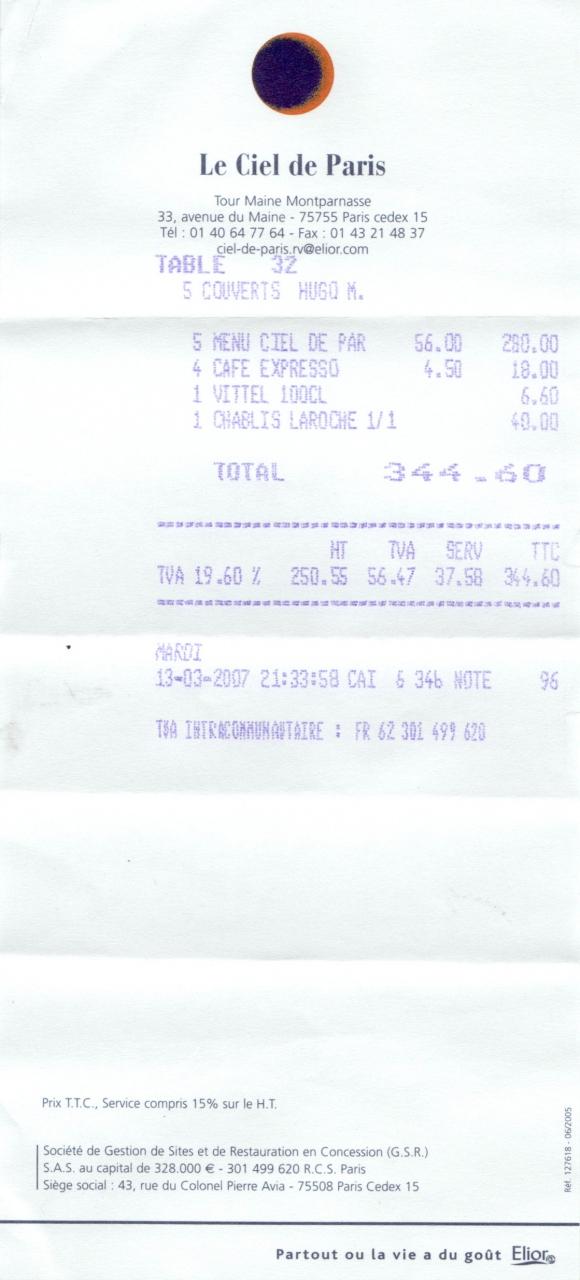 Le Ciel de Paris
Tour Maine Montparnasse
33, avenue du Maine - 75755 Paris cedex 15
Tél : 01 40 64 77 64 - Fax : 01 43 21 48 37
ciel-de-paris.rv@elior.com
TABLE 32
5 COUVERTS HUGO M.
5 MENU CIEL DE PAR 56.00 280.00
4 CAFE EXPRESSO 4.50 18.00
1 VITTEL 100CL 6.60
1 CHABLIS LAROCHE 1/1 40.00
TOTAL 344.60
HT TVA SERV TTC
TVA 19.60 % 250.55 56.47 37.58 344.60
MARDI
13-03-2007 21:33:58 CAI 6 346 NOTE 96
TVA INTRACOMMUNAUTAIRE : FR 62 301 499 620
Prix T.T.C., Service compris 15% sur le H.T.
Société de Gestion de Sites et de Restauration en Concession (G.S.R.)
S.A.S. au capital de 328.000 € - 301 499 620 R.C.S. Paris
Siège social : 43, rue du Colonel Pierre Avia - 75508 Paris Cedex 15
Réf. 127618 - 06/2005
Partout ou la vie a du goût Elior